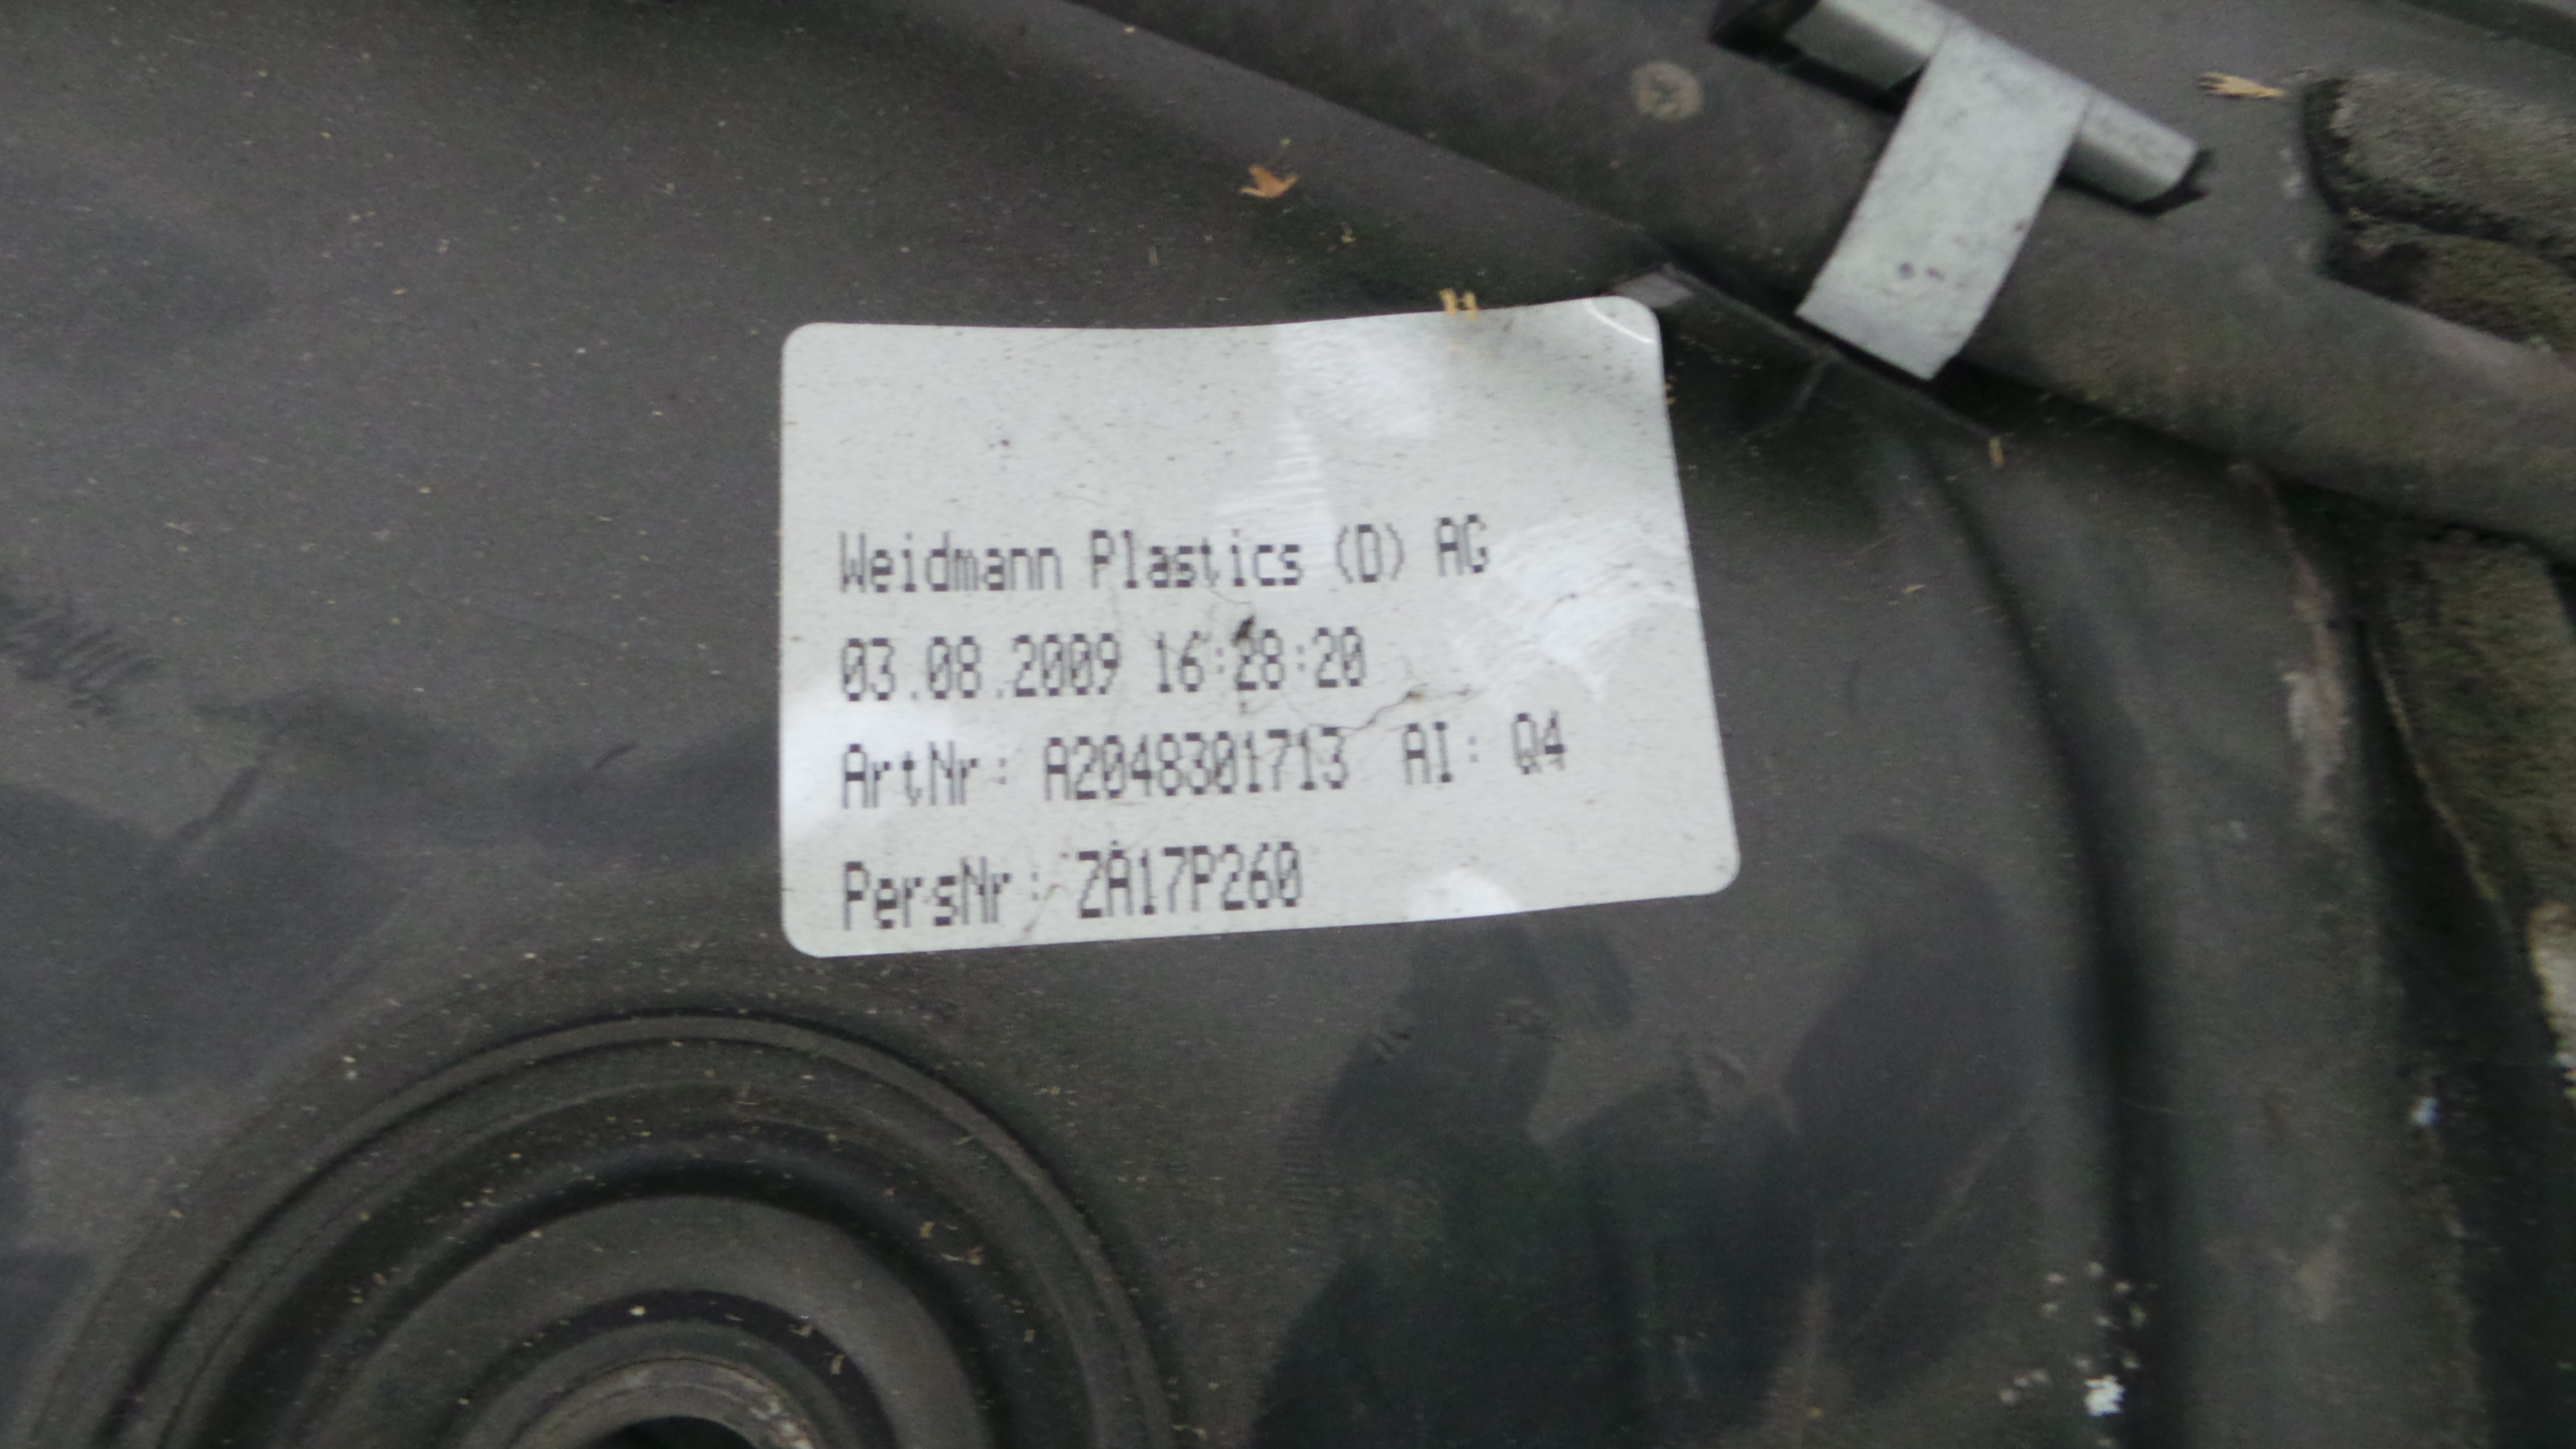 Weidmann Plastics (D) AG
03.08.2009 16:28:20
ArtNr: A2048301713 AI: Q4
PersNr: ZA17P260